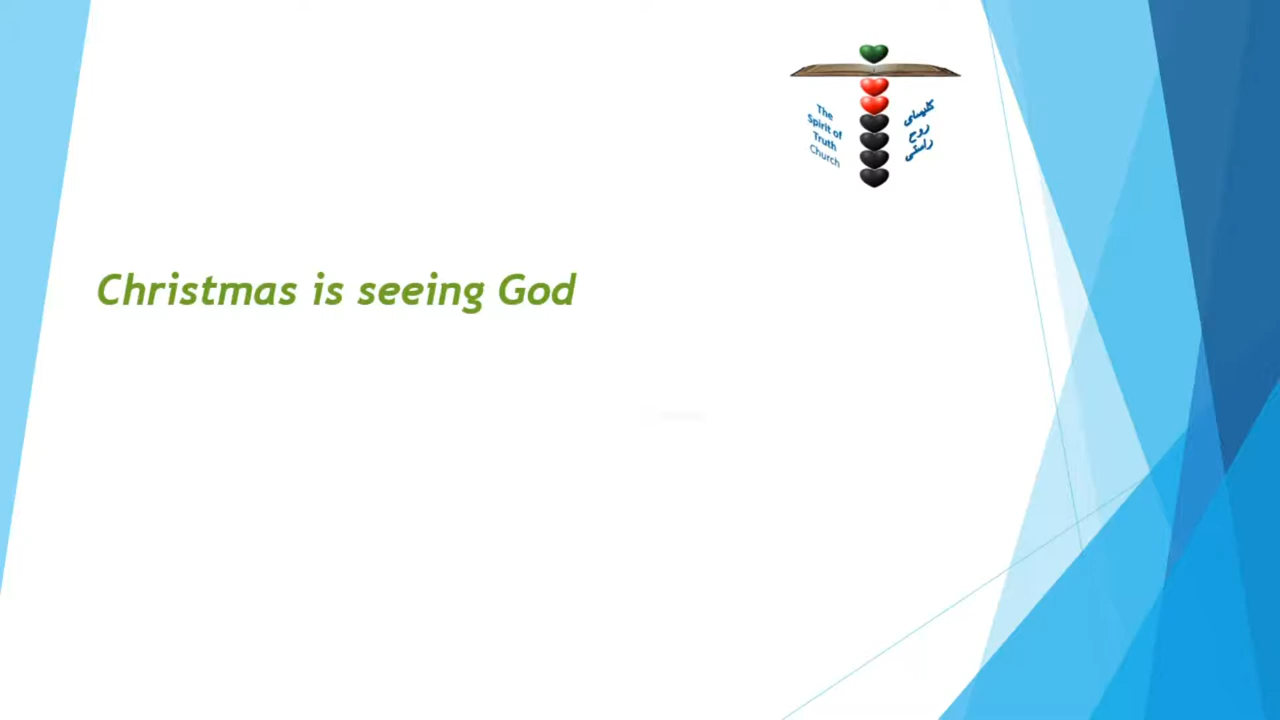 The
Spirit of
Truth
Church
کلیسای
روح
راستی
Christmas is seeing God